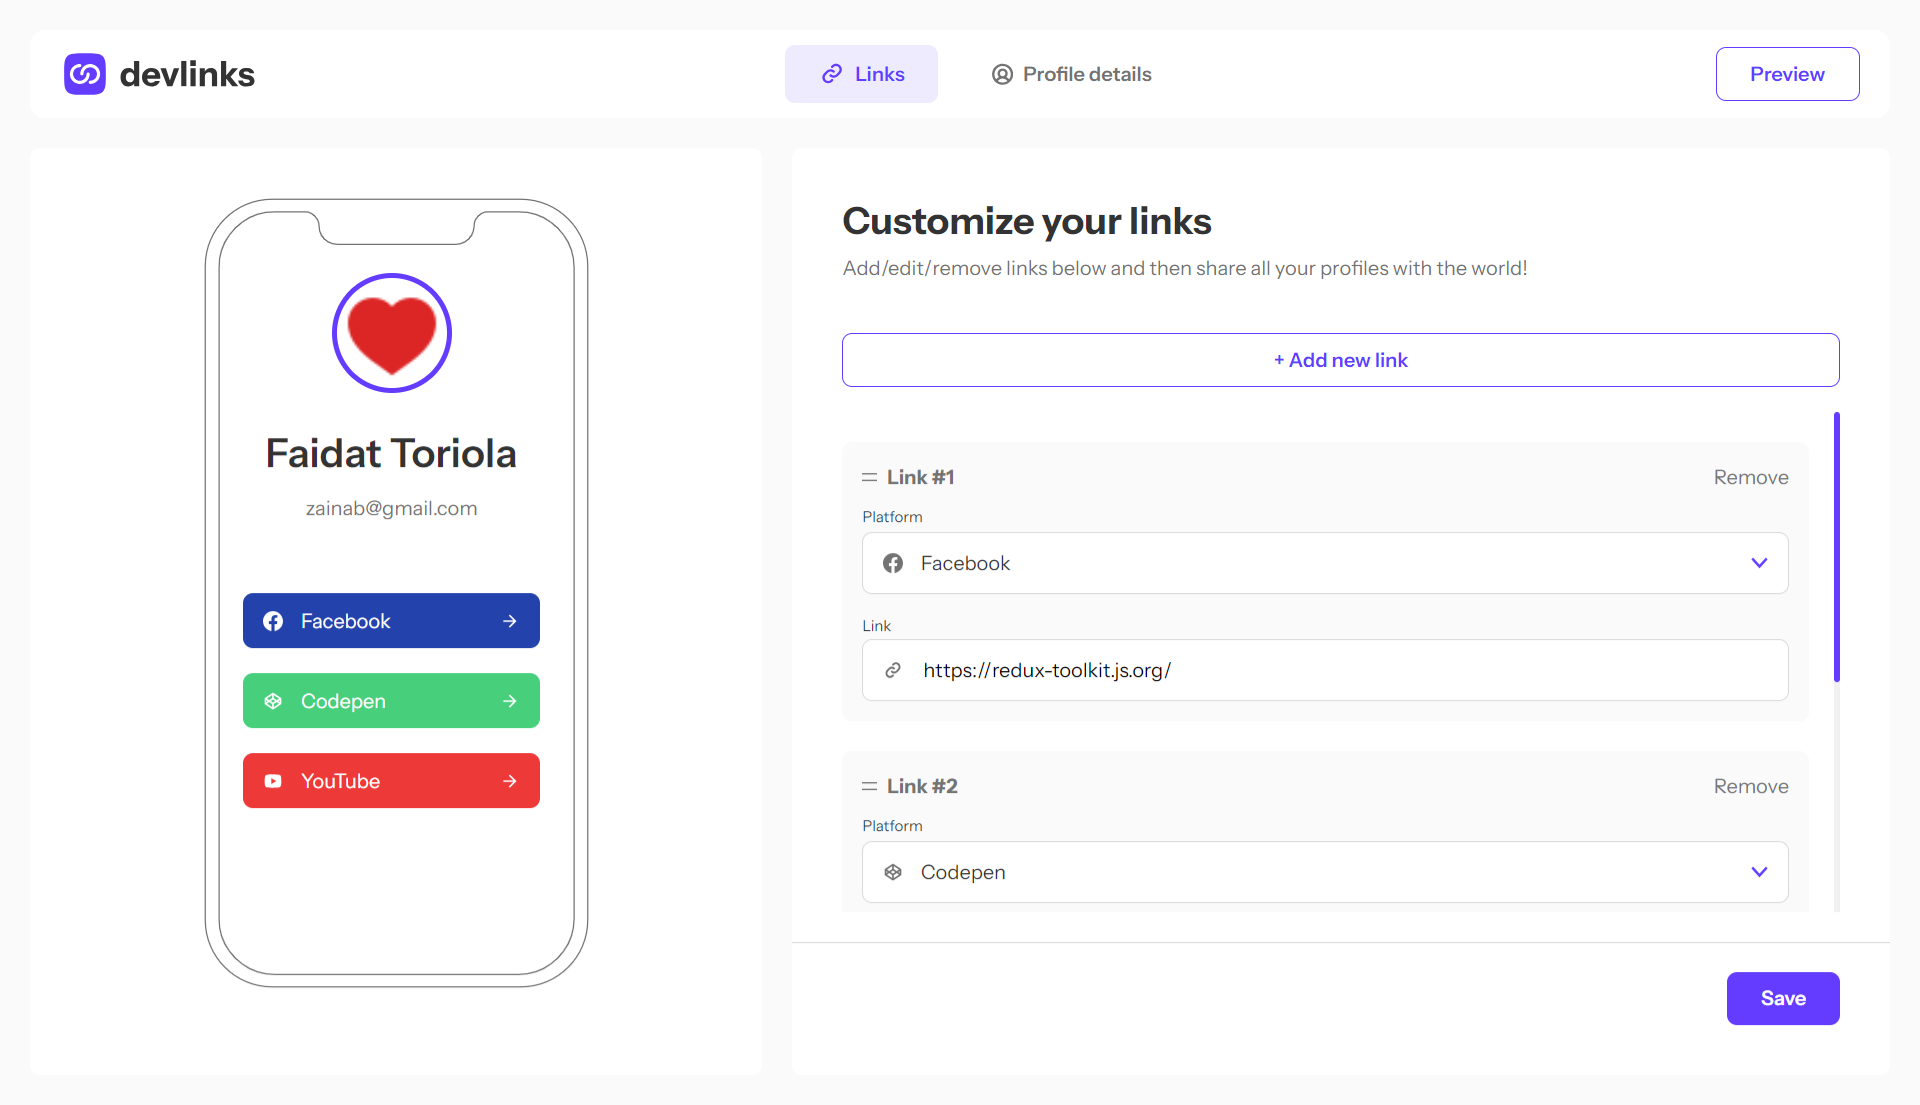 devlinks
Links
Profile details
Preview
Faidat Toriola
zainab@gmail.com
Facebook
Codepen
YouTube
Customize your links
Add/edit/remove links below and then share all your profiles with the world!
+ Add new link
Link #1
Remove
Platform
Facebook
Link
https://redux-toolkit.js.org/
Link #2
Remove
Platform
Codepen
Save